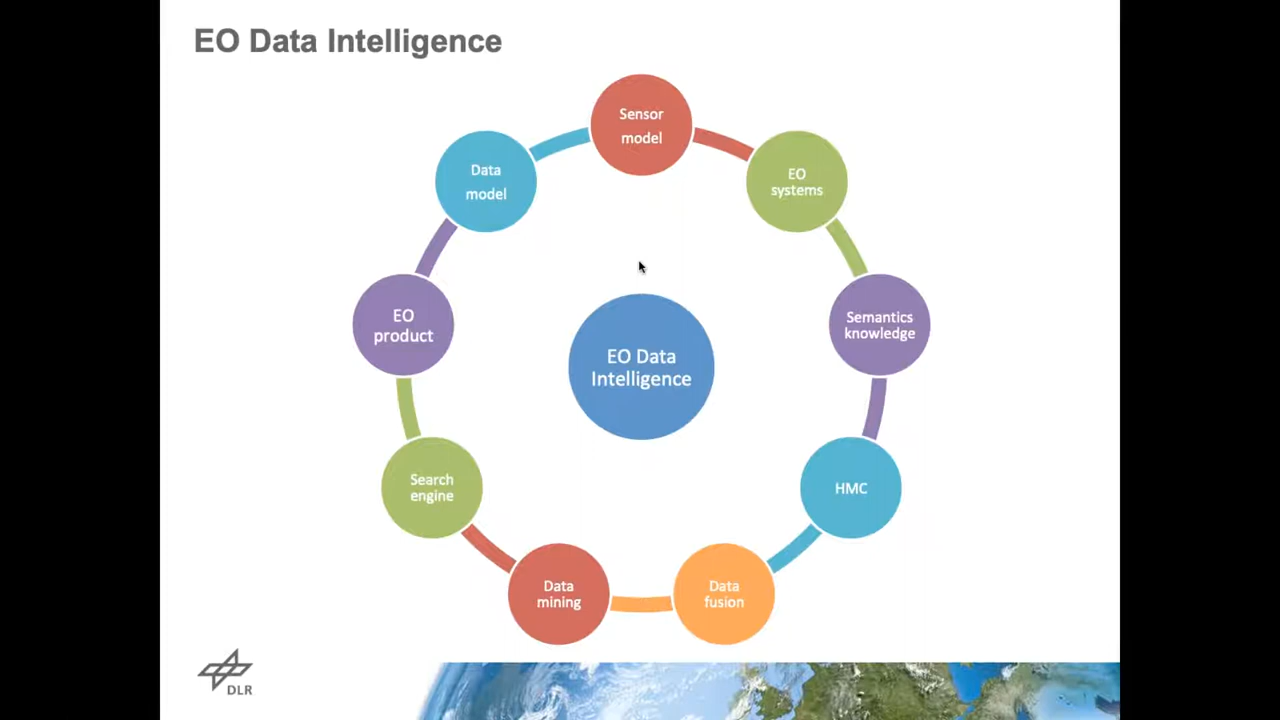 EO Data Intelligence
Sensor
model
EO
systems
Semantics
knowledge
HMC
Data
fusion
Data
mining
Search
engine
EO
product
Data
model
EO Data
Intelligence
DLR